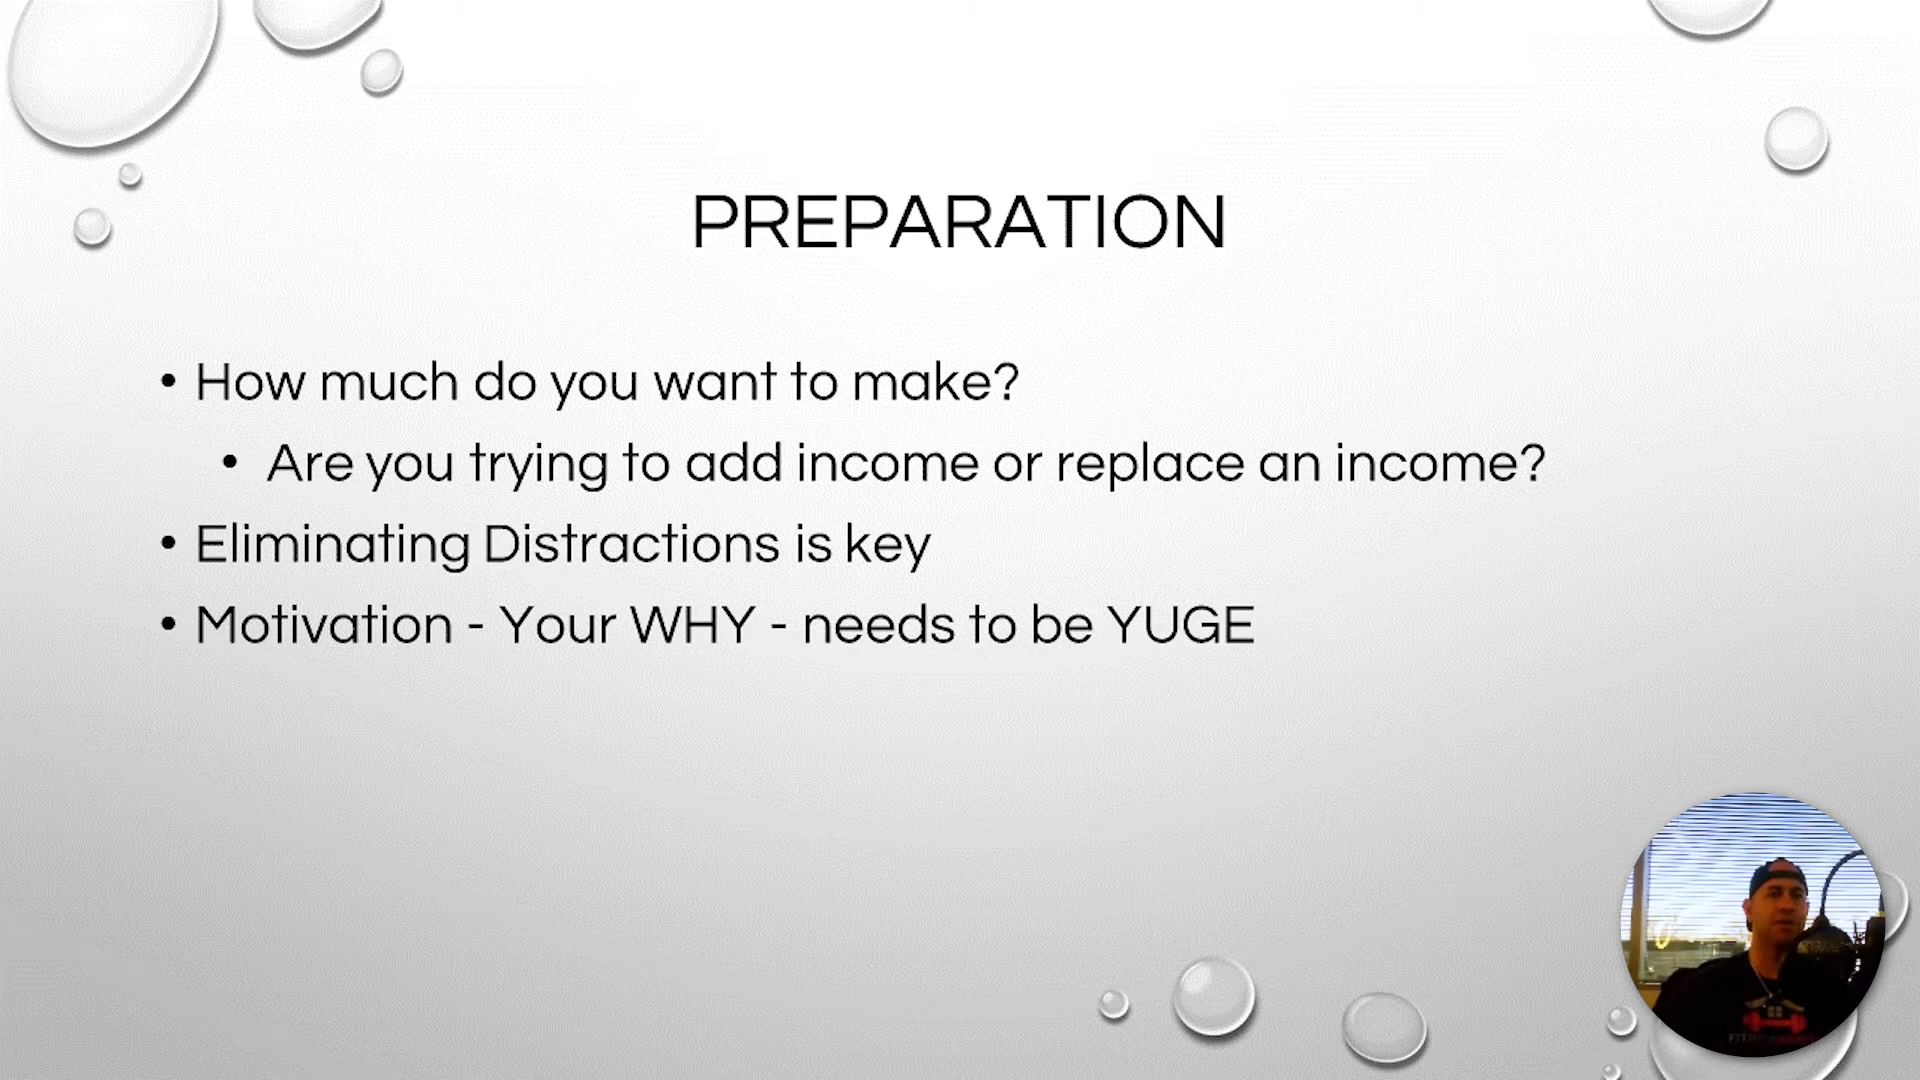 PREPARATION
• How much do you want to make?
• Are you trying to add income or replace an income?
• Eliminating Distractions is key
• Motivation - Your WHY - needs to be YUGE